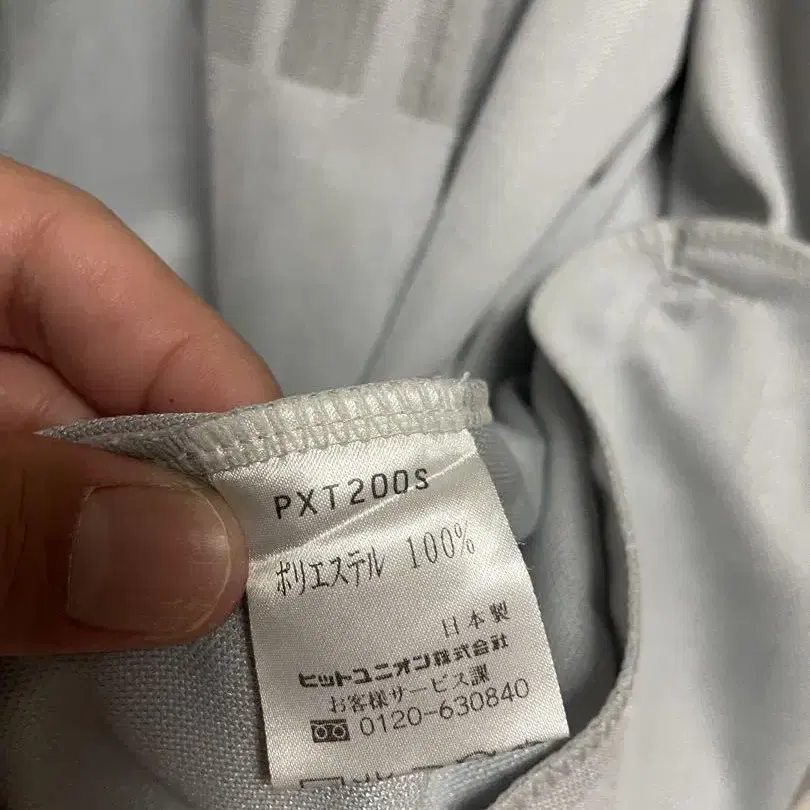 PXT200S
ポリエステル 100%
日本製
ヒットユニオン株式会社
お客様サービス課
0120-630840